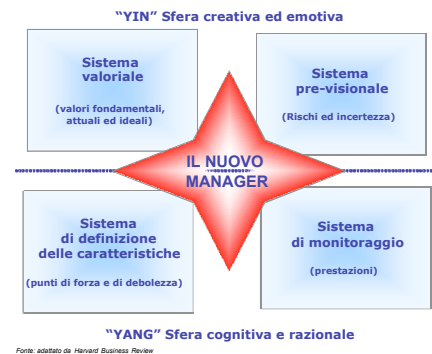 “YIN” Sfera creativa ed emotiva
Sistema
valoriale
(valori fondamentali,
attuali ed ideali)
Sistema
pre-visionale
(Rischi ed incertezza)
IL NUOVO
MANAGER
Sistema
di definizione
delle caratteristiche
(punti di forza e di debolezza)
Sistema
di monitoraggio
(prestazioni)
“YANG” Sfera cognitiva e razionale
Fonte: adattato da Harvard Business Review